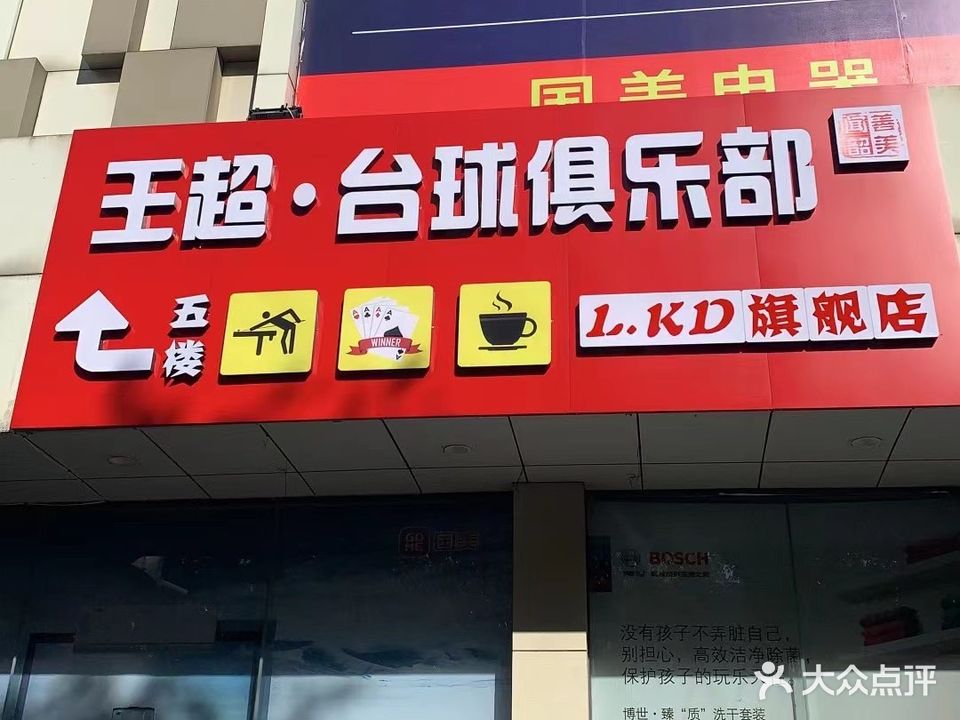 国美电器
王超·台球俱乐部
善美
五楼
WINNER
L.KD旗舰店
GOME 国美
BOSCH
没有孩子不弄脏自己，
别担心，高效洁净除菌，
保护孩子的玩乐天
博世·臻“质”洗干套装
大众点评